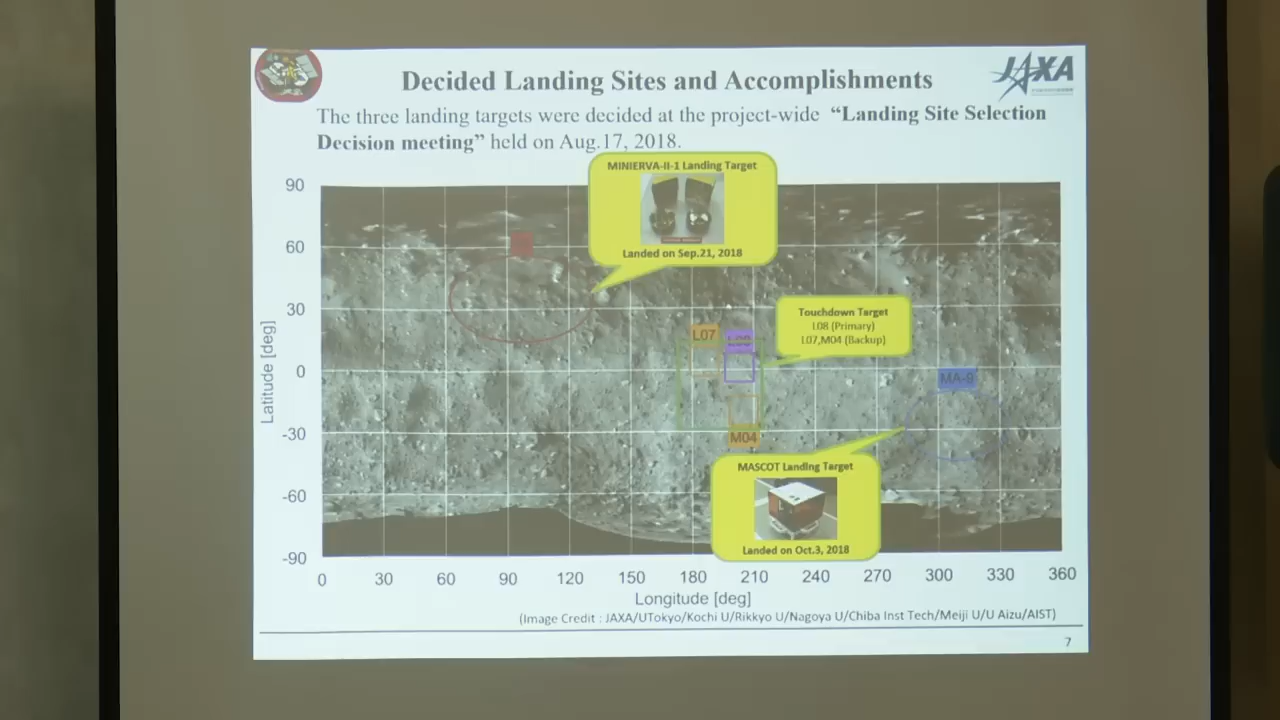 JAXA
Decided Landing Sites and Accomplishments
The three landing targets were decided at the project-wide “Landing Site Selection
Decision meeting” held on Aug.17, 2018.
MINIERVA-II-1 Landing Target
Landed on Sep.21, 2018
Touchdown Target
L08 (Primary)
L07,M04 (Backup)
L07
MA-9
M04
MASCOT Landing Target
Landed on Oct.3, 2018
Latitude [deg]
90
60
30
0
-30
-60
-90
0 30 60 90 120 150 180 210 240 270 300 330 360
Longitude [deg]
(Image Credit : JAXA/UTokyo/Kochi U/Rikkyo U/Nagoya U/Chiba Inst Tech/Meiji U/U Aizu/AIST)
7